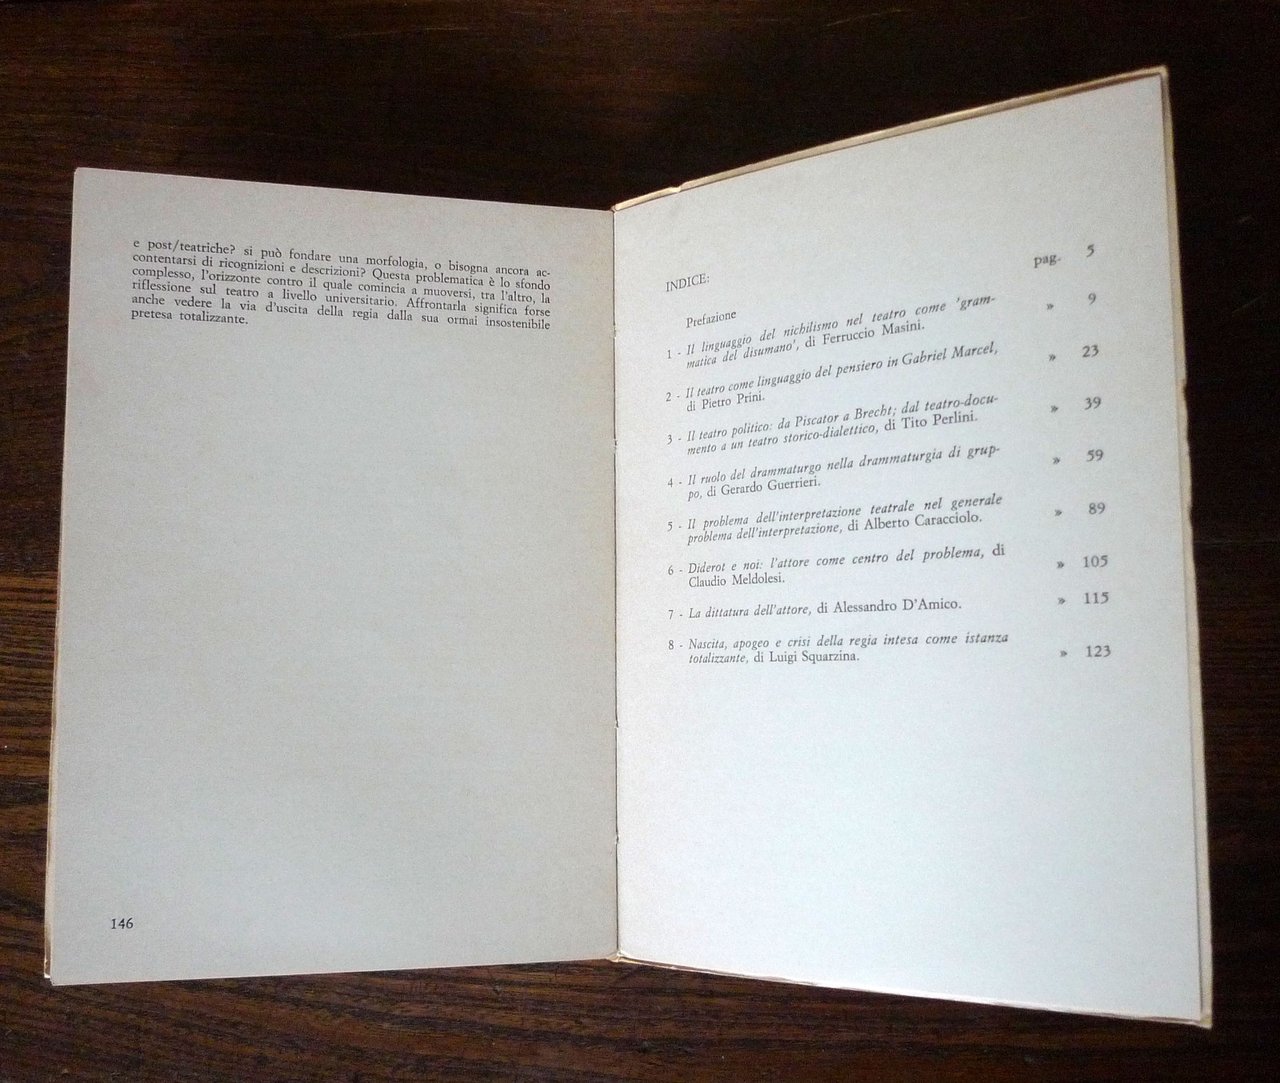 e post/teatriche? si può fondare una morfologia, o bisogna ancora ac-
contentarsi di ricognizioni e descrizioni? Questa problematica è lo sfondo
complesso, l'orizzonte contro il quale comincia a muoversi, tra l'altro, la
riflessione sul teatro a livello universitario. Affrontarla significa forse
anche vedere la via d'uscita della regia dalla sua ormai insostenibile
pretesa totalizzante.
146
INDICE:
Prefazione pag. 5
1 - Il linguaggio del nichilismo nel teatro come 'gram-
matica del disumano', di Ferruccio Masini. » 9
2 - Il teatro come linguaggio del pensiero in Gabriel Marcel,
di Pietro Prini. » 23
3 - Il teatro politico: da Piscator a Brecht; dal teatro-docu-
mento a un teatro storico-dialettico, di Tito Perlini. » 39
4 - Il ruolo del drammaturgo nella drammaturgia di grup-
po, di Gerardo Guerrieri. » 59
5 - Il problema dell'interpretazione teatrale nel generale
problema dell'interpretazione, di Alberto Caracciolo. » 89
6 - Diderot e noi: l'attore come centro del problema, di
Claudio Meldolesi. » 105
7 - La dittatura dell'attore, di Alessandro D'Amico. » 115
8 - Nascita, apogeo e crisi della regia intesa come istanza
totalizzante, di Luigi Squarzina. » 123